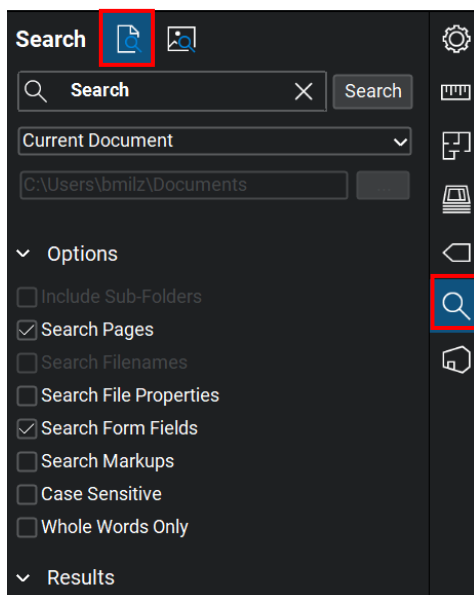 Search
Search Search
Current Document
C:\Users\bmilz\Documents ...
Options
Include Sub-Folders
Search Pages
Search Filenames
Search File Properties
Search Form Fields
Search Markups
Case Sensitive
Whole Words Only
Results